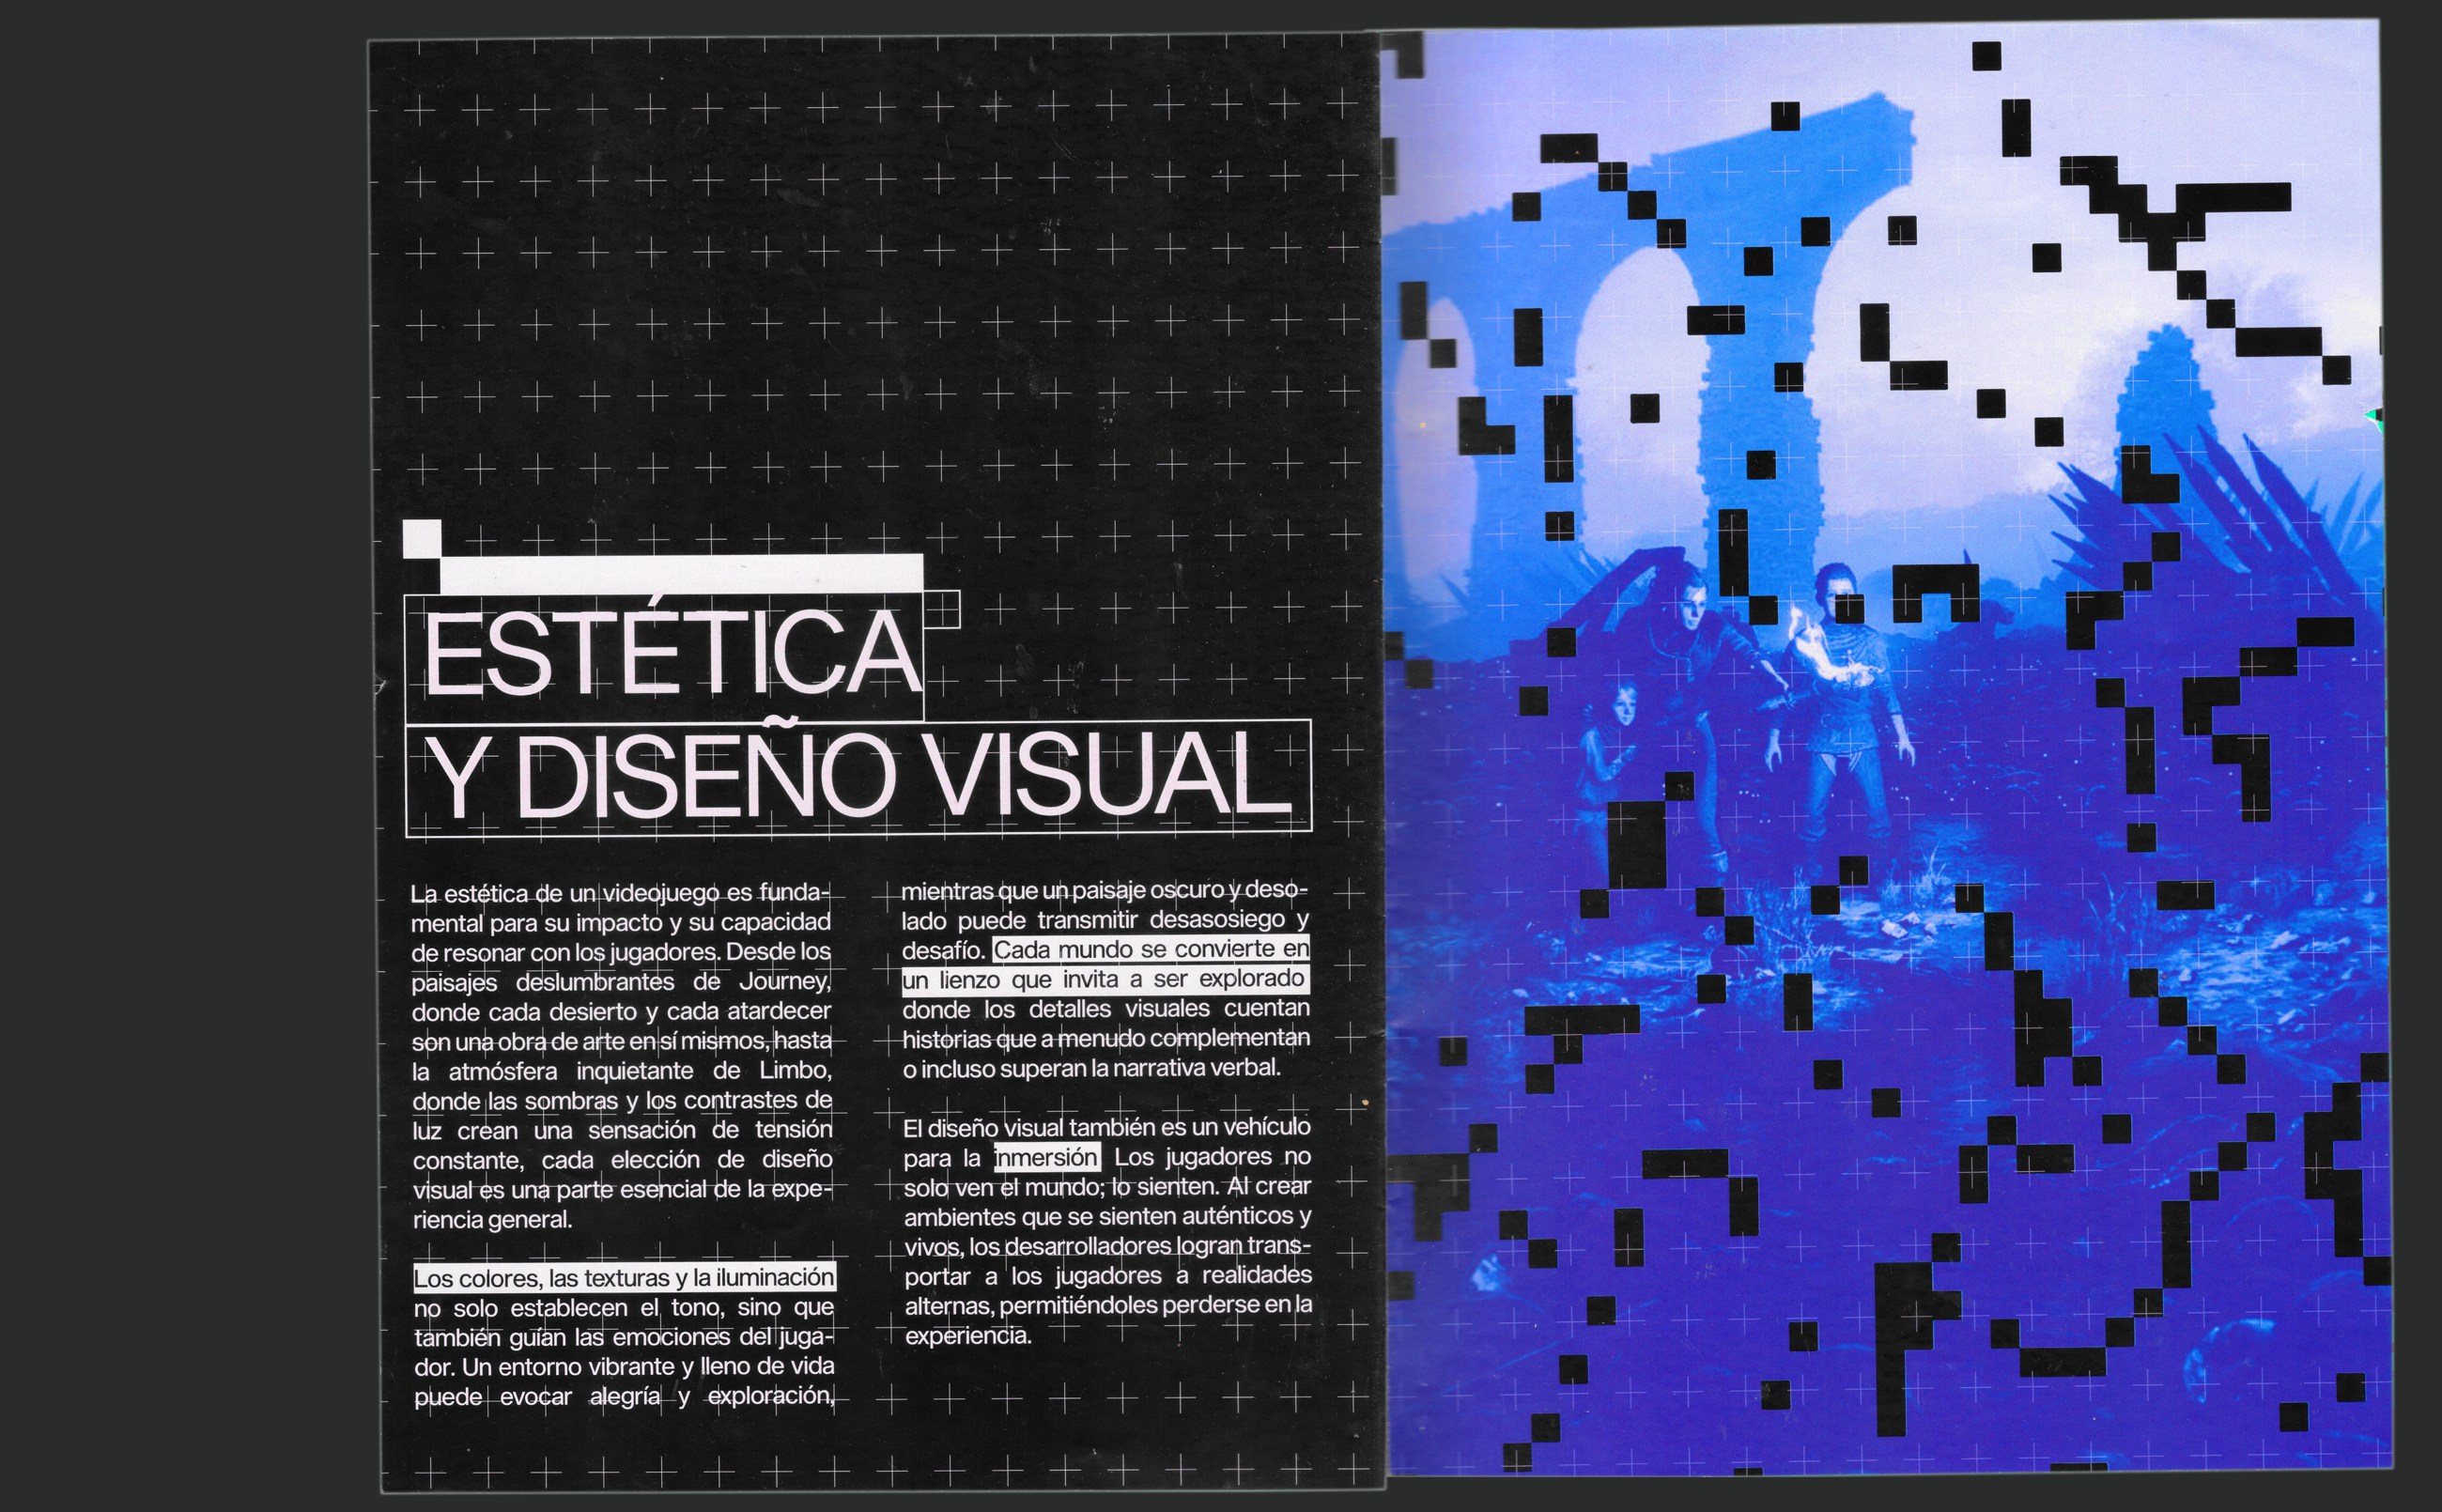 ESTÉTICA
Y DISEÑO VISUAL
La estética de un videojuego es funda-
mental para su impacto y su capacidad
de resonar con los jugadores. Desde los
paisajes deslumbrantes de Journey,
donde cada desierto y cada atardecer
son una obra de arte en sí mismos, hasta
la atmósfera inquietante de Limbo,
donde las sombras y los contrastes de
luz crean una sensación de tensión
constante, cada elección de diseño
visual es una parte esencial de la expe-
riencia general.
Los colores, las texturas y la iluminación
no solo establecen el tono, sino que
también guían las emociones del juga-
dor. Un entorno vibrante y lleno de vida
puede evocar alegría y exploración,
mientras que un paisaje oscuro y deso-
lado puede transmitir desasosiego y
desafío. Cada mundo se convierte en
un lienzo que invita a ser explorado
donde los detalles visuales cuentan
historias que a menudo complementan
o incluso superan la narrativa verbal.
El diseño visual también es un vehículo
para la inmersión Los jugadores no
solo ven el mundo; lo sienten. Al crear
ambientes que se sienten auténticos y
vivos, los desarrolladores logran trans-
portar a los jugadores a realidades
alternas, permitiéndoles perderse en la
experiencia.